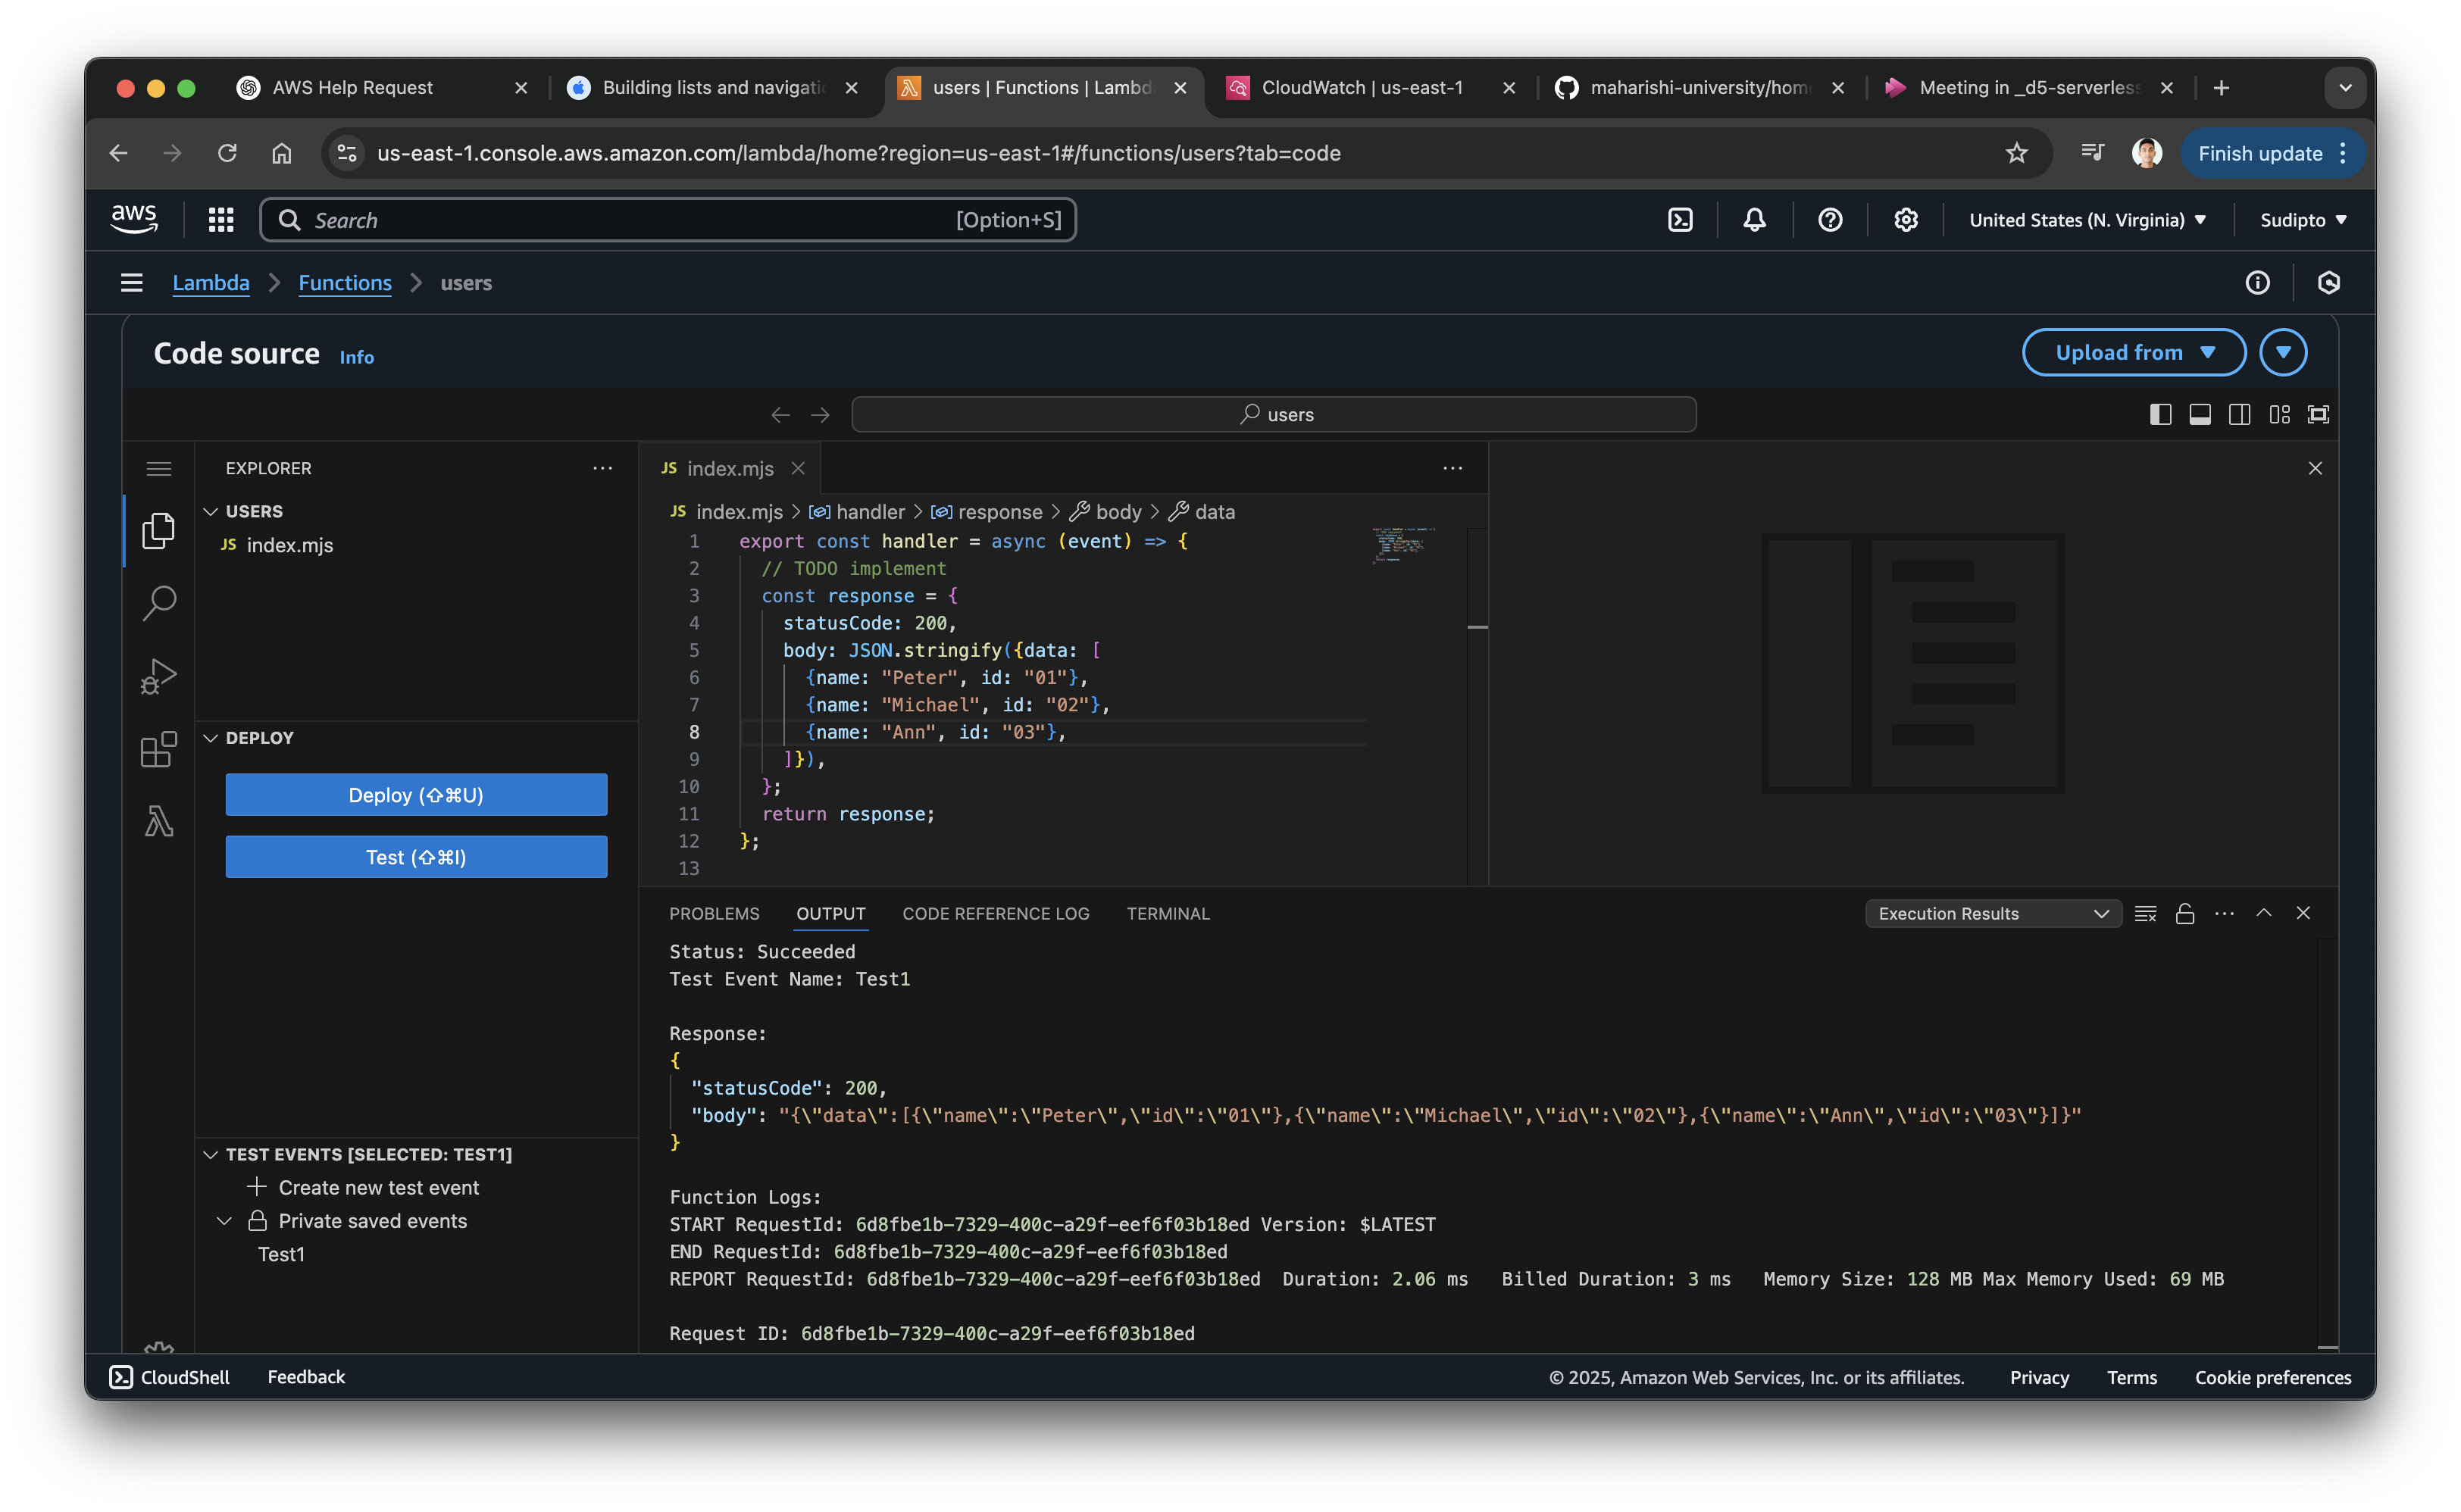 AWS Help Request
Building lists and navigati
users | Functions | Lambd
CloudWatch | us-east-1
maharishi-university/hom
Meeting in _d5-serverless
us-east-1.console.aws.amazon.com/lambda/home?region=us-east-1#/functions/users?tab=code
Finish update
aws
Search
[Option+S]
United States (N. Virginia)
Sudipto
Lambda > Functions > users
Code source Info
Upload from
users
EXPLORER
USERS
JS index.mjs
DEPLOY
Deploy (⇧⌘U)
Test (⇧⌘I)
TEST EVENTS [SELECTED: TEST1]
Create new test event
Private saved events
Test1
JS index.mjs
JS index.mjs > handler > response > body > data
1 export const handler = async (event) => {
2 // TODO implement
3 const response = {
4 statusCode: 200,
5 body: JSON.stringify({data: [
6 {name: "Peter", id: "01"},
7 {name: "Michael", id: "02"},
8 {name: "Ann", id: "03"},
9 ]}),
10 };
11 return response;
12 };
13
PROBLEMS OUTPUT CODE REFERENCE LOG TERMINAL
Execution Results
Status: Succeeded
Test Event Name: Test1
Response:
{
"statusCode": 200,
"body": "{\"data\":[{\"name\":\"Peter\",\"id\":\"01\"},{\"name\":\"Michael\",\"id\":\"02\"},{\"name\":\"Ann\",\"id\":\"03\"}]}"
}
Function Logs:
START RequestId: 6d8fbe1b-7329-400c-a29f-eef6f03b18ed Version: $LATEST
END RequestId: 6d8fbe1b-7329-400c-a29f-eef6f03b18ed
REPORT RequestId: 6d8fbe1b-7329-400c-a29f-eef6f03b18ed Duration: 2.06 ms Billed Duration: 3 ms Memory Size: 128 MB Max Memory Used: 69 MB
Request ID: 6d8fbe1b-7329-400c-a29f-eef6f03b18ed
CloudShell
Feedback
© 2025, Amazon Web Services, Inc. or its affiliates.
Privacy
Terms
Cookie preferences